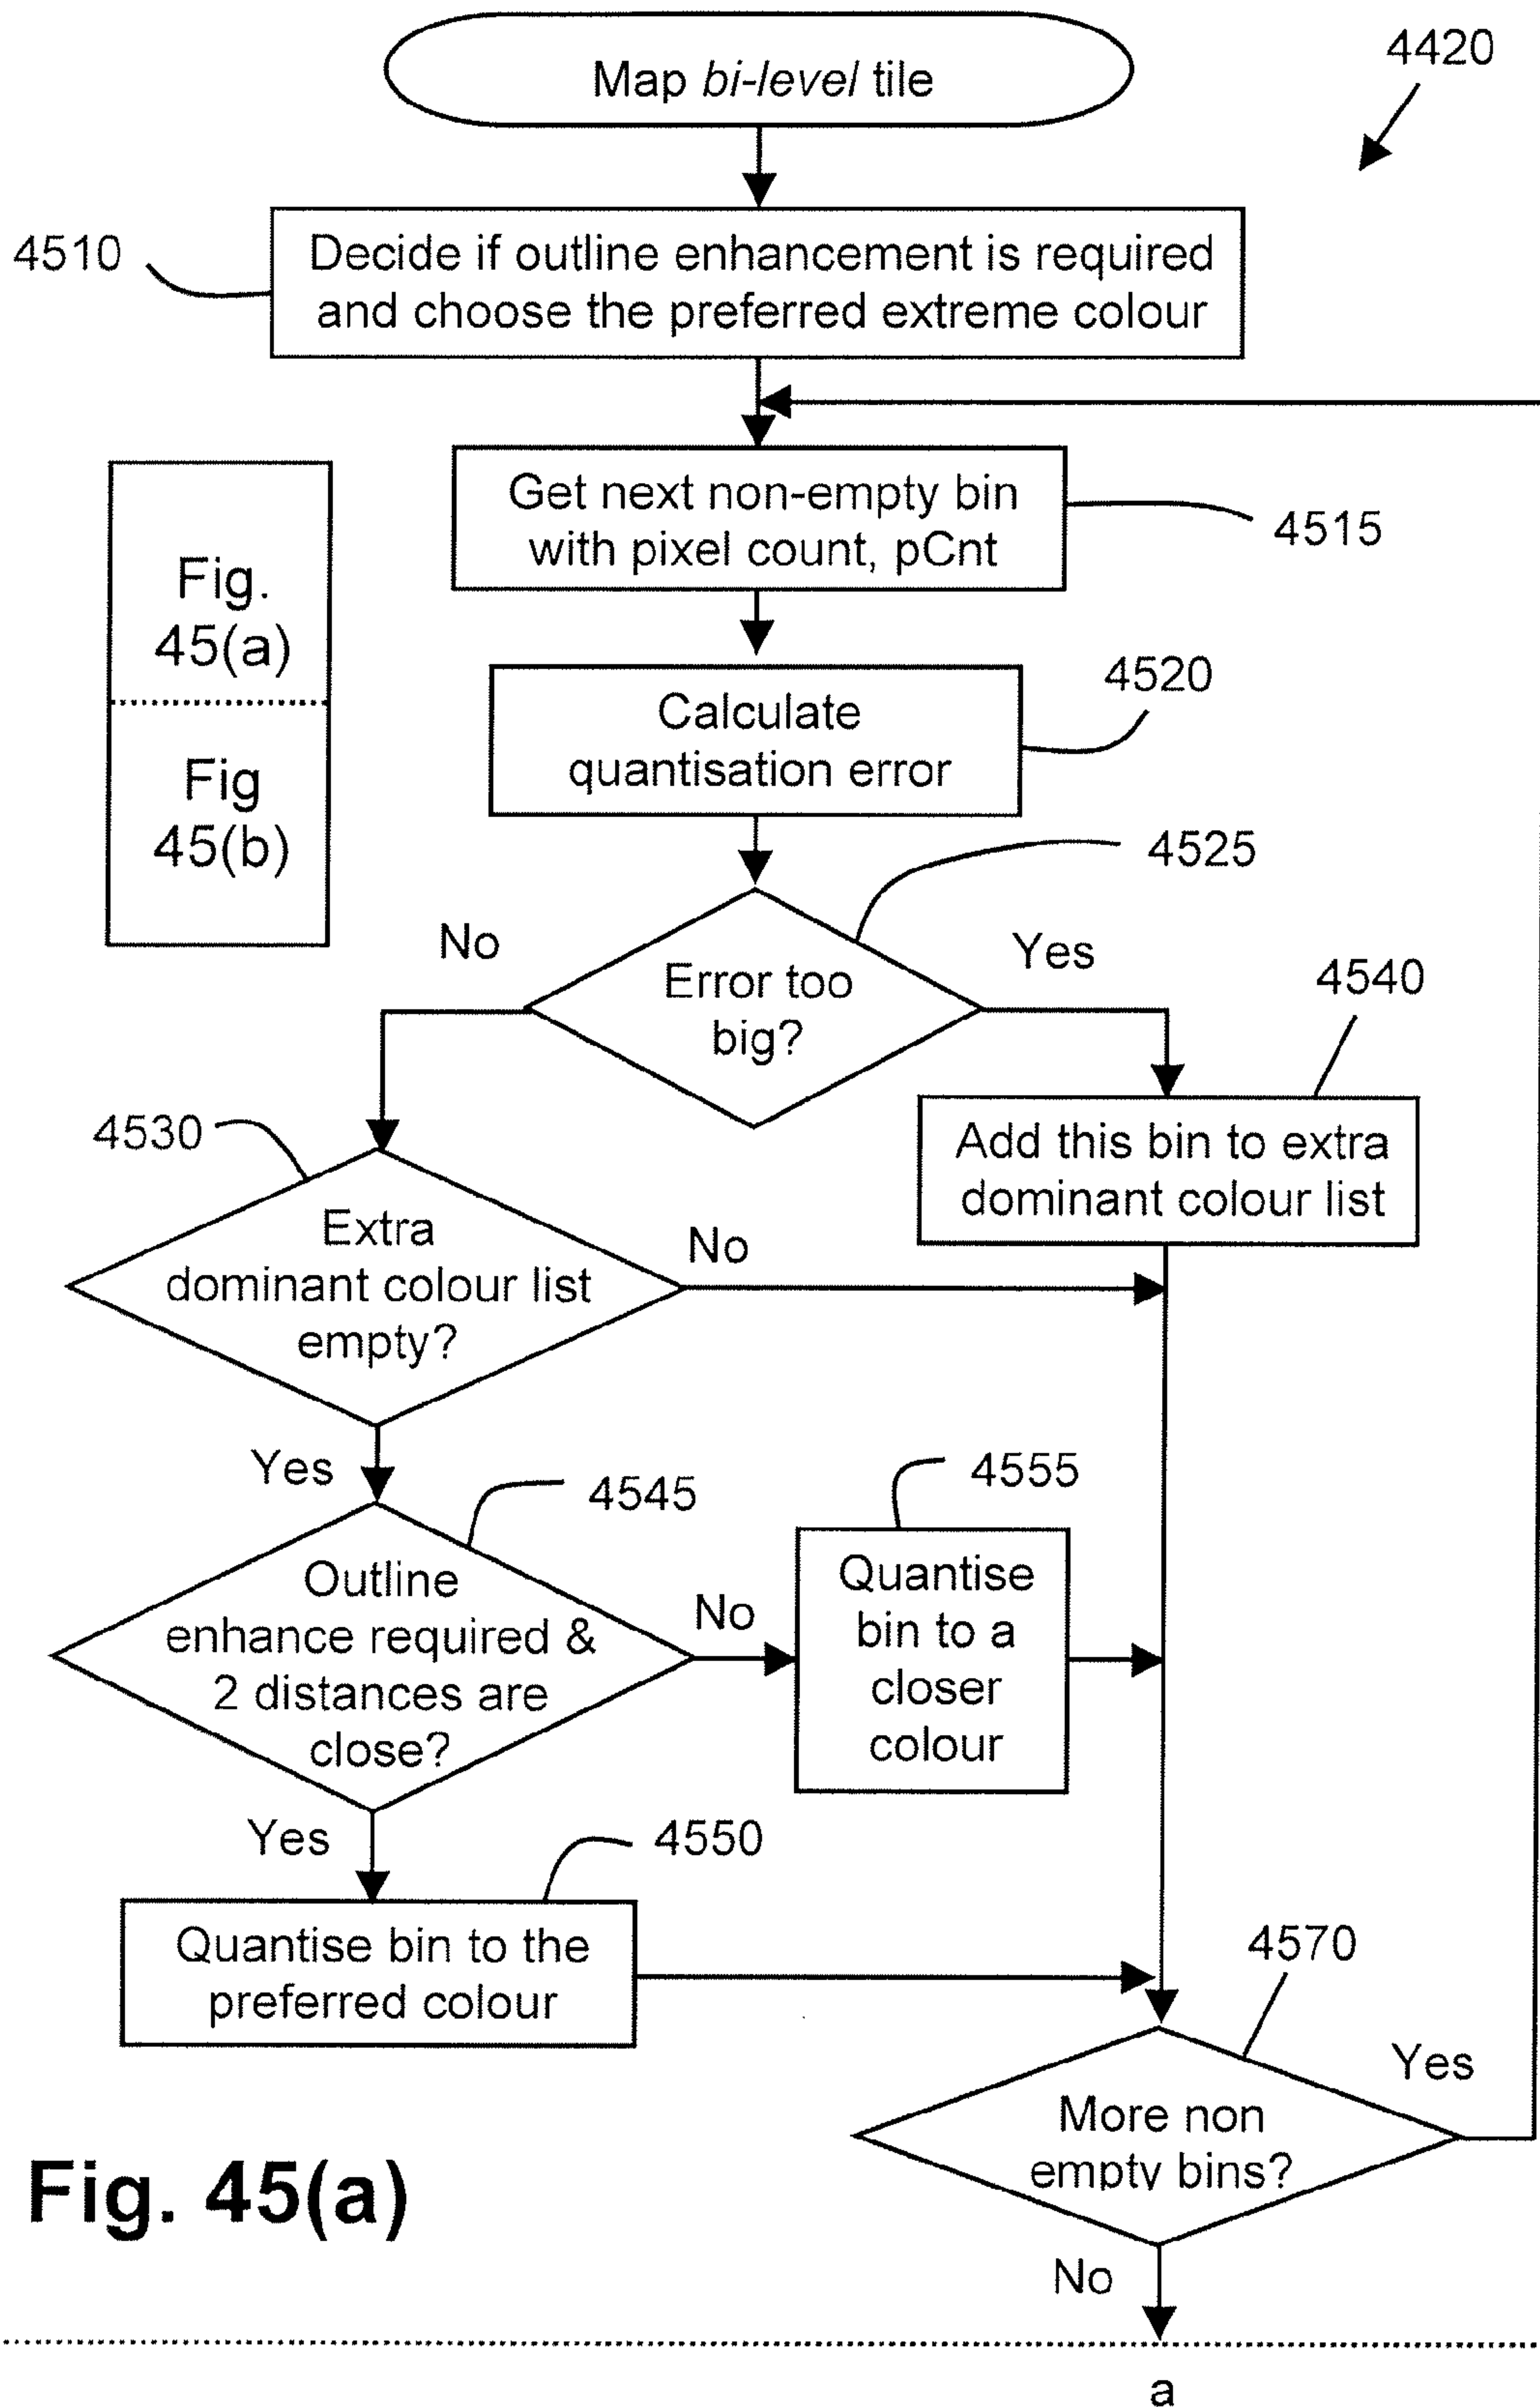 Map bi-level tile
4420
4510
Decide if outline enhancement is required
and choose the preferred extreme colour
Get next non-empty bin
with pixel count, pCnt
4515
Fig.
45(a)
Fig
45(b)
Calculate
quantisation error
4520
4525
No
Error too
big?
Yes
4540
Add this bin to extra
dominant colour list
4530
Extra
dominant colour list
empty?
No
Yes
4545
Outline
enhance required &
2 distances are
close?
No
4555
Quantise
bin to a
closer
colour
Yes
4550
Quantise bin to the
preferred colour
4570
More non
empty bins?
Yes
No
Fig. 45(a)
a